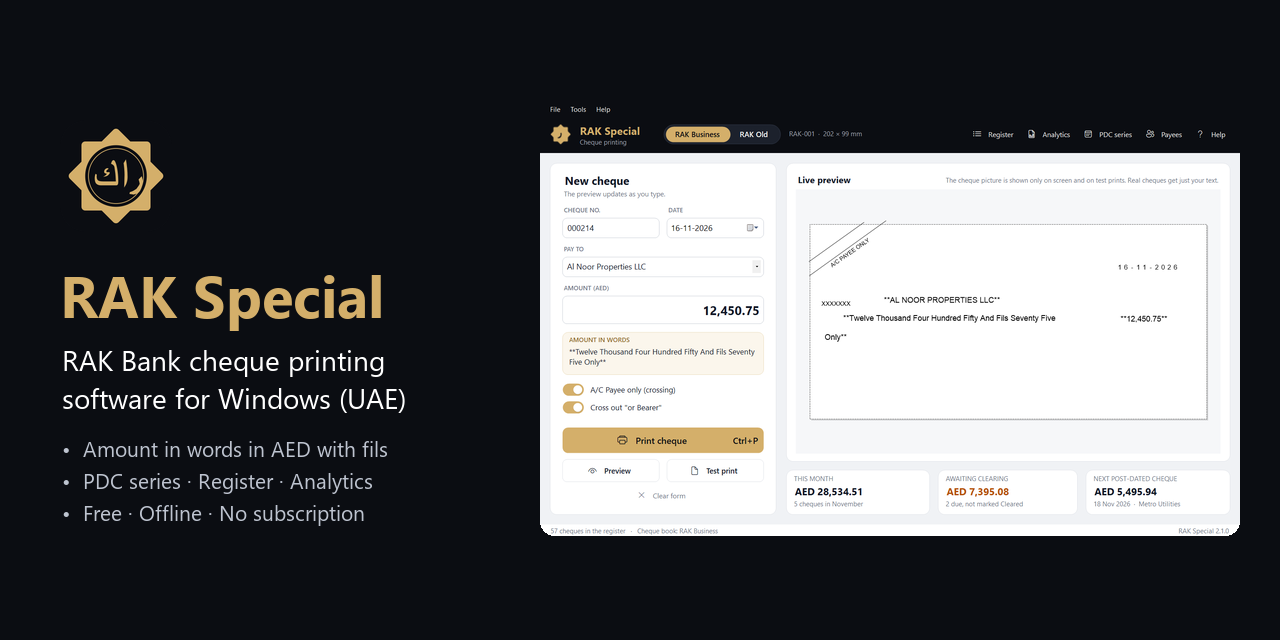 راك
RAK Special
RAK Bank cheque printing
software for Windows (UAE)
• Amount in words in AED with fils
• PDC series · Register · Analytics
• Free · Offline · No subscription
File Tools Help
RAK Special
Cheque printing
RAK Business RAK Old RAK-001 · 202 × 99 mm
Register Analytics PDC series Payees ? Help
New cheque
The preview updates as you type.
CHEQUE NO. DATE
000214 16-11-2026
PAY TO
Al Noor Properties LLC
AMOUNT (AED)
12,450.75
AMOUNT IN WORDS
**Twelve Thousand Four Hundred Fifty And Fils Seventy
Five Only**
A/C Payee only (crossing)
Cross out "or Bearer"
Print cheque Ctrl+P
Preview Test print
Clear form
Live preview The cheque picture is shown only on screen and on test prints. Real cheques get just your text.
A/C PAYEE ONLY
16-11-2026
XXXXXXX **AL NOOR PROPERTIES LLC**
**Twelve Thousand Four Hundred Fifty And Fils Seventy Five **12,450.75**
Only**
THIS MONTH
AED 28,534.51
5 cheques in November
AWAITING CLEARING
AED 7,395.08
2 due, not marked Cleared
NEXT POST-DATED CHEQUE
AED 5,495.94
18 Nov 2026 · Metro Utilities
57 cheques in the register · Cheque book: RAK Business RAK Special 2.1.0